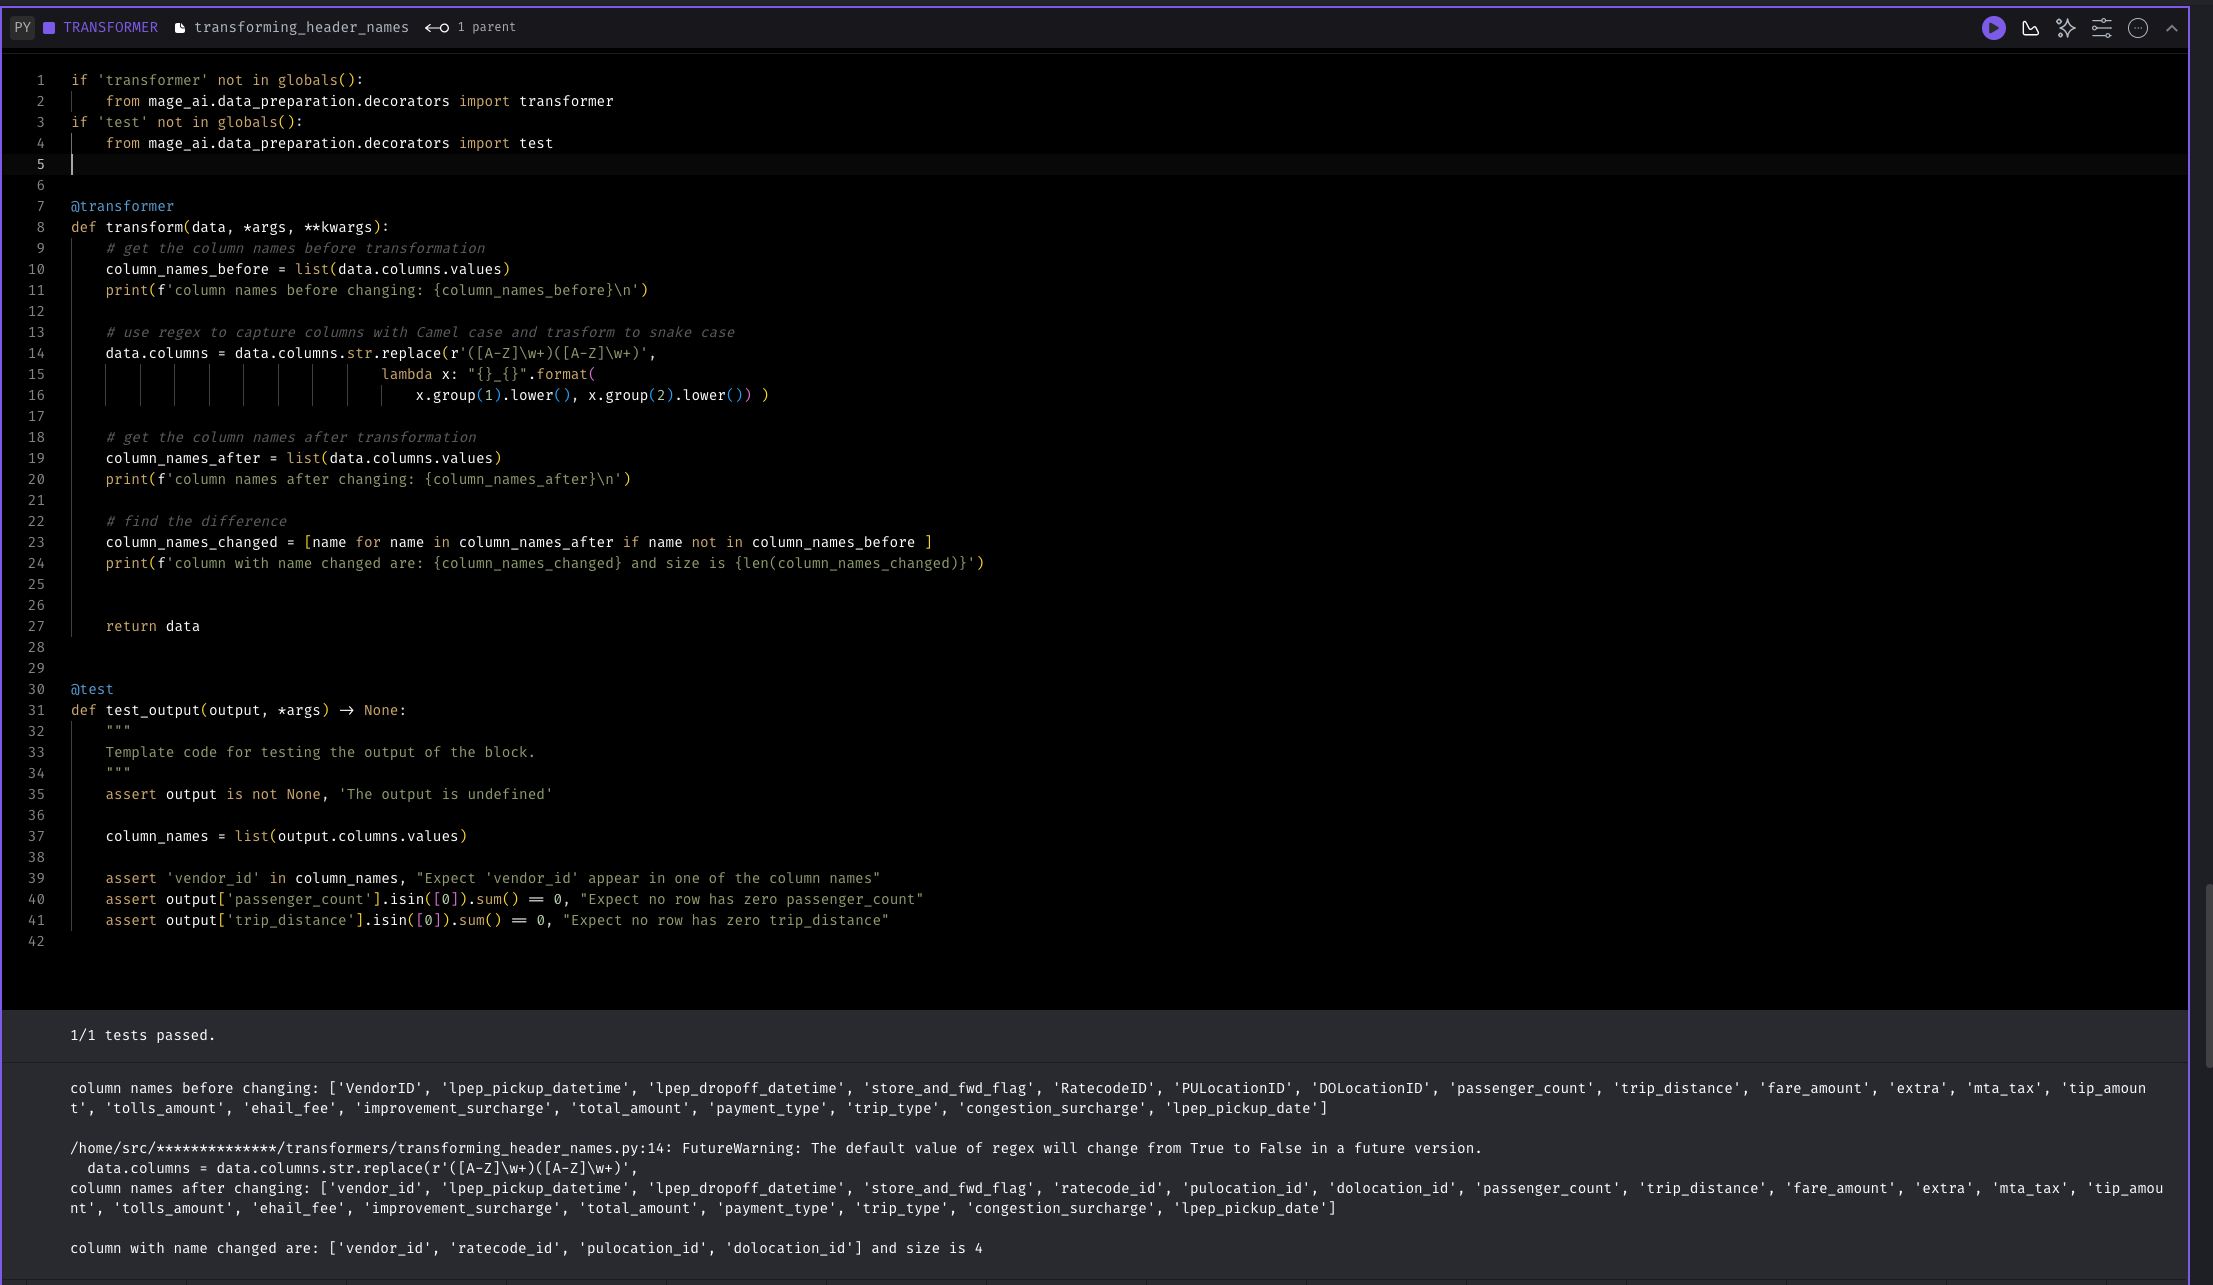 PY TRANSFORMER transforming_header_names 1 parent
1 if 'transformer' not in globals():
2     from mage_ai.data_preparation.decorators import transformer
3 if 'test' not in globals():
4     from mage_ai.data_preparation.decorators import test
5
6
7 @transformer
8 def transform(data, *args, **kwargs):
9     # get the column names before transformation
10     column_names_before = list(data.columns.values)
11     print(f'column names before changing: {column_names_before}\n')
12
13     # use regex to capture columns with Camel case and trasform to snake case
14     data.columns = data.columns.str.replace(r'([A-Z]\w+)([A-Z]\w+)',
15                                     lambda x: "{}_{}".format(
16                                         x.group(1).lower(), x.group(2).lower()) )
17
18     # get the column names after transformation
19     column_names_after = list(data.columns.values)
20     print(f'column names after changing: {column_names_after}\n')
21
22     # find the difference
23     column_names_changed = [name for name in column_names_after if name not in column_names_before ]
24     print(f'column with name changed are: {column_names_changed} and size is {len(column_names_changed)}')
25
26
27     return data
28
29
30 @test
31 def test_output(output, *args) -> None:
32     """
33     Template code for testing the output of the block.
34     """
35     assert output is not None, 'The output is undefined'
36
37     column_names = list(output.columns.values)
38
39     assert 'vendor_id' in column_names, "Expect 'vendor_id' appear in one of the column names"
40     assert output['passenger_count'].isin([0]).sum() == 0, "Expect no row has zero passenger_count"
41     assert output['trip_distance'].isin([0]).sum() == 0, "Expect no row has zero trip_distance"
42
1/1 tests passed.
column names before changing: ['VendorID', 'lpep_pickup_datetime', 'lpep_dropoff_datetime', 'store_and_fwd_flag', 'RatecodeID', 'PULocationID', 'DOLocationID', 'passenger_count', 'trip_distance', 'fare_amount', 'extra', 'mta_tax', 'tip_amoun
t', 'tolls_amount', 'ehail_fee', 'improvement_surcharge', 'total_amount', 'payment_type', 'trip_type', 'congestion_surcharge', 'lpep_pickup_date']
/home/src/**************/transformers/transforming_header_names.py:14: FutureWarning: The default value of regex will change from True to False in a future version.
  data.columns = data.columns.str.replace(r'([A-Z]\w+)([A-Z]\w+)',
column names after changing: ['vendor_id', 'lpep_pickup_datetime', 'lpep_dropoff_datetime', 'store_and_fwd_flag', 'ratecode_id', 'pulocation_id', 'dolocation_id', 'passenger_count', 'trip_distance', 'fare_amount', 'extra', 'mta_tax', 'tip_amou
nt', 'tolls_amount', 'ehail_fee', 'improvement_surcharge', 'total_amount', 'payment_type', 'trip_type', 'congestion_surcharge', 'lpep_pickup_date']
column with name changed are: ['vendor_id', 'ratecode_id', 'pulocation_id', 'dolocation_id'] and size is 4